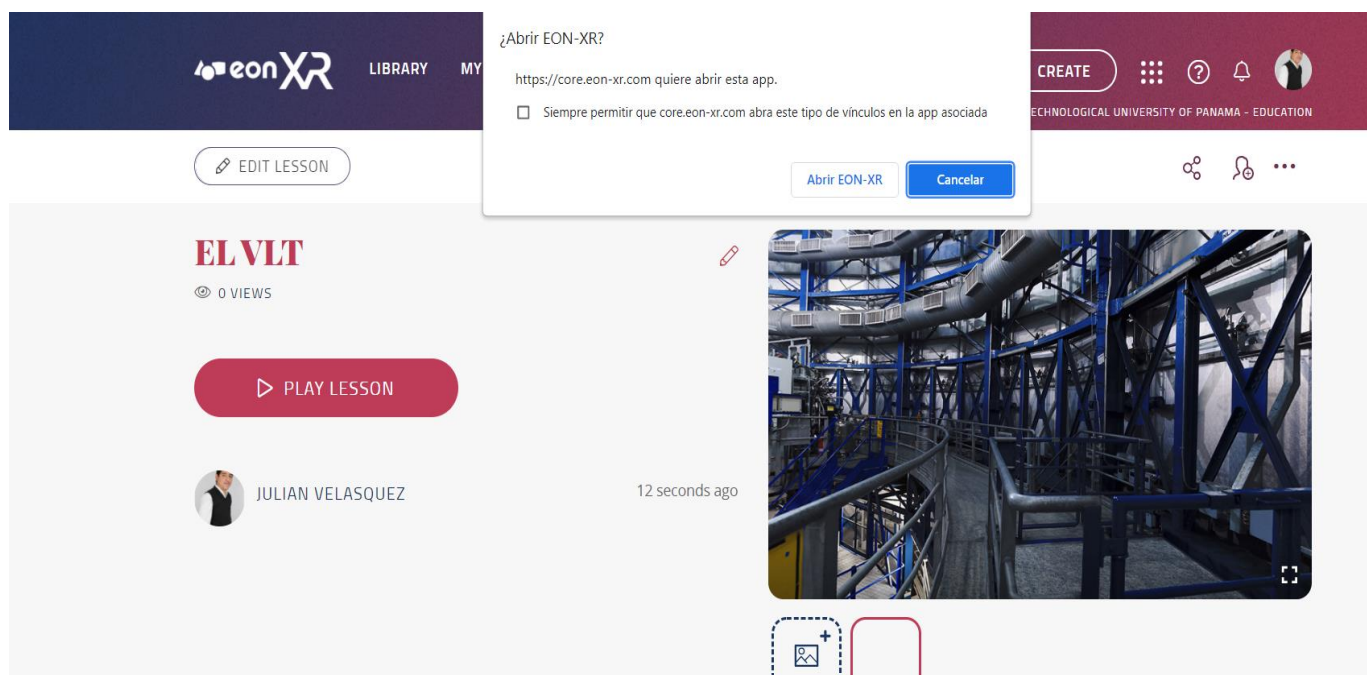 ¿Abrir EON-XR?
https://core.eon-xr.com quiere abrir esta app.
Siempre permitir que core.eon-xr.com abra este tipo de vínculos en la app asociada
Abrir EON-XR Cancelar
eonXR LIBRARY MY CREATE
ECHNOLOGICAL UNIVERSITY OF PANAMA - EDUCATION
EDIT LESSON
EL VLT
0 VIEWS
PLAY LESSON
JULIAN VELASQUEZ 12 seconds ago